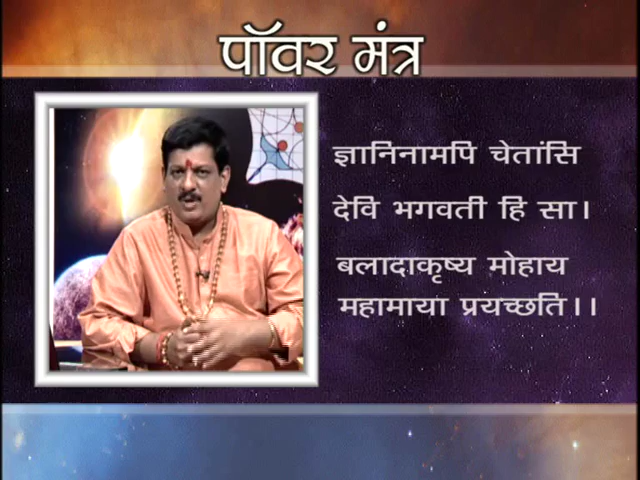 पॉवर मंत्र
ज्ञानिनामपि चेतांसि
देवि भगवती हि सा।
बलादाकृष्य मोहाय
महामाया प्रयच्छति।।